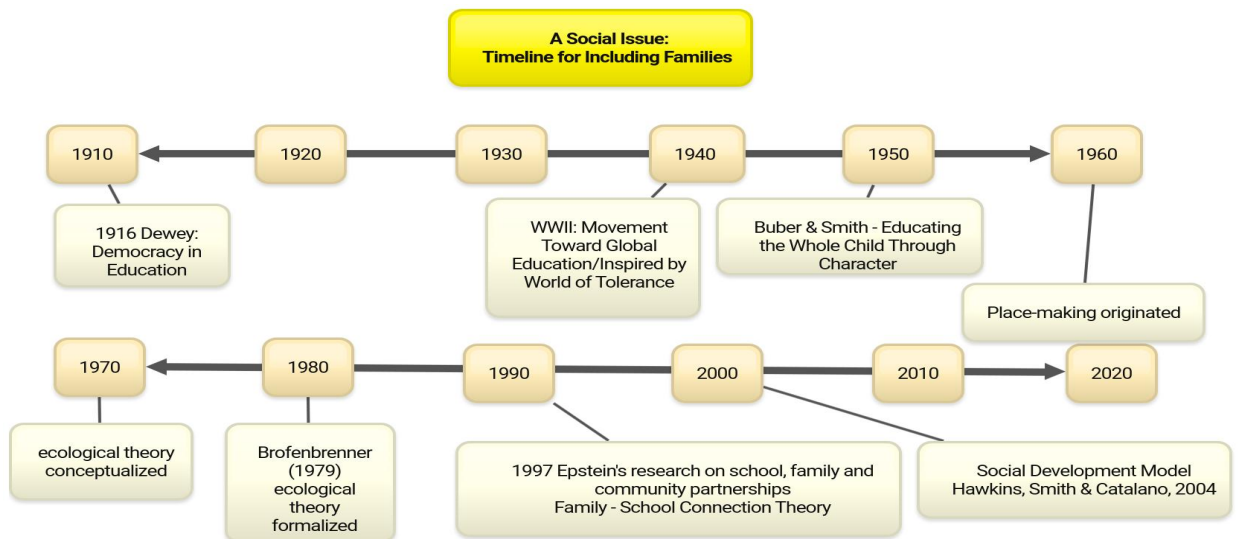 A Social Issue:
Timeline for Including Families
1910
1920
1930
1940
1950
1960
1916 Dewey:
Democracy in
Education
WWII: Movement
Toward Global
Education/Inspired by
World of Tolerance
Buber & Smith - Educating
the Whole Child Through
Character
Place-making originated
1970
1980
1990
2000
2010
2020
ecological theory
conceptualized
Brofenbrenner
(1979)
ecological
theory
formalized
1997 Epstein's research on school, family and
community partnerships
Family - School Connection Theory
Social Development Model
Hawkins, Smith & Catalano, 2004